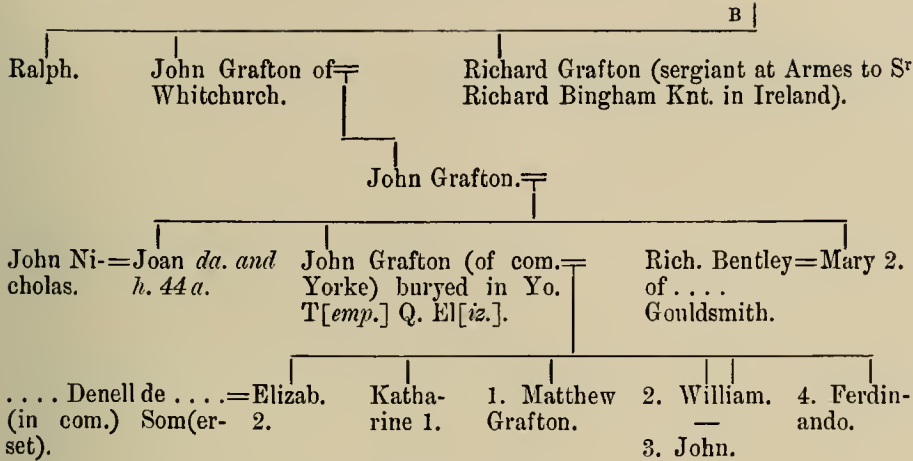 B
Ralph.
John Grafton of
Whitchurch.
Richard Grafton (sergiant at Armes to Sr
Richard Bingham Knt. in Ireland).
John Grafton.
John Ni-
cholas.
=Joan da. and
h. 44 a.
John Grafton (of com.
Yorke) buryed in Yo.
T[emp.] Q. El[iz.].
Rich. Bentley
of . . . .
Gouldsmith.
=Mary 2.
. . . . Denell de . . . .
(in com.) Som(er-
set).
=Elizab.
2.
Katha-
rine 1.
1. Matthew
Grafton.
2. William.
—
3. John.
4. Ferdin-
ando.